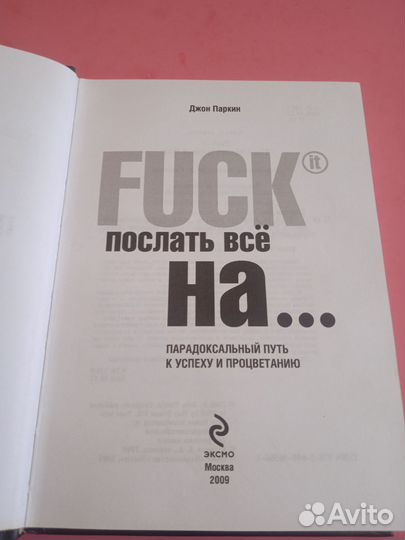 Джон Паркин
FUCK it
послать всё
на...
ПАРАДОКСАЛЬНЫЙ ПУТЬ
К УСПЕХУ И ПРОЦВЕТАНИЮ
ЭКСМО
Москва
2009
Avito